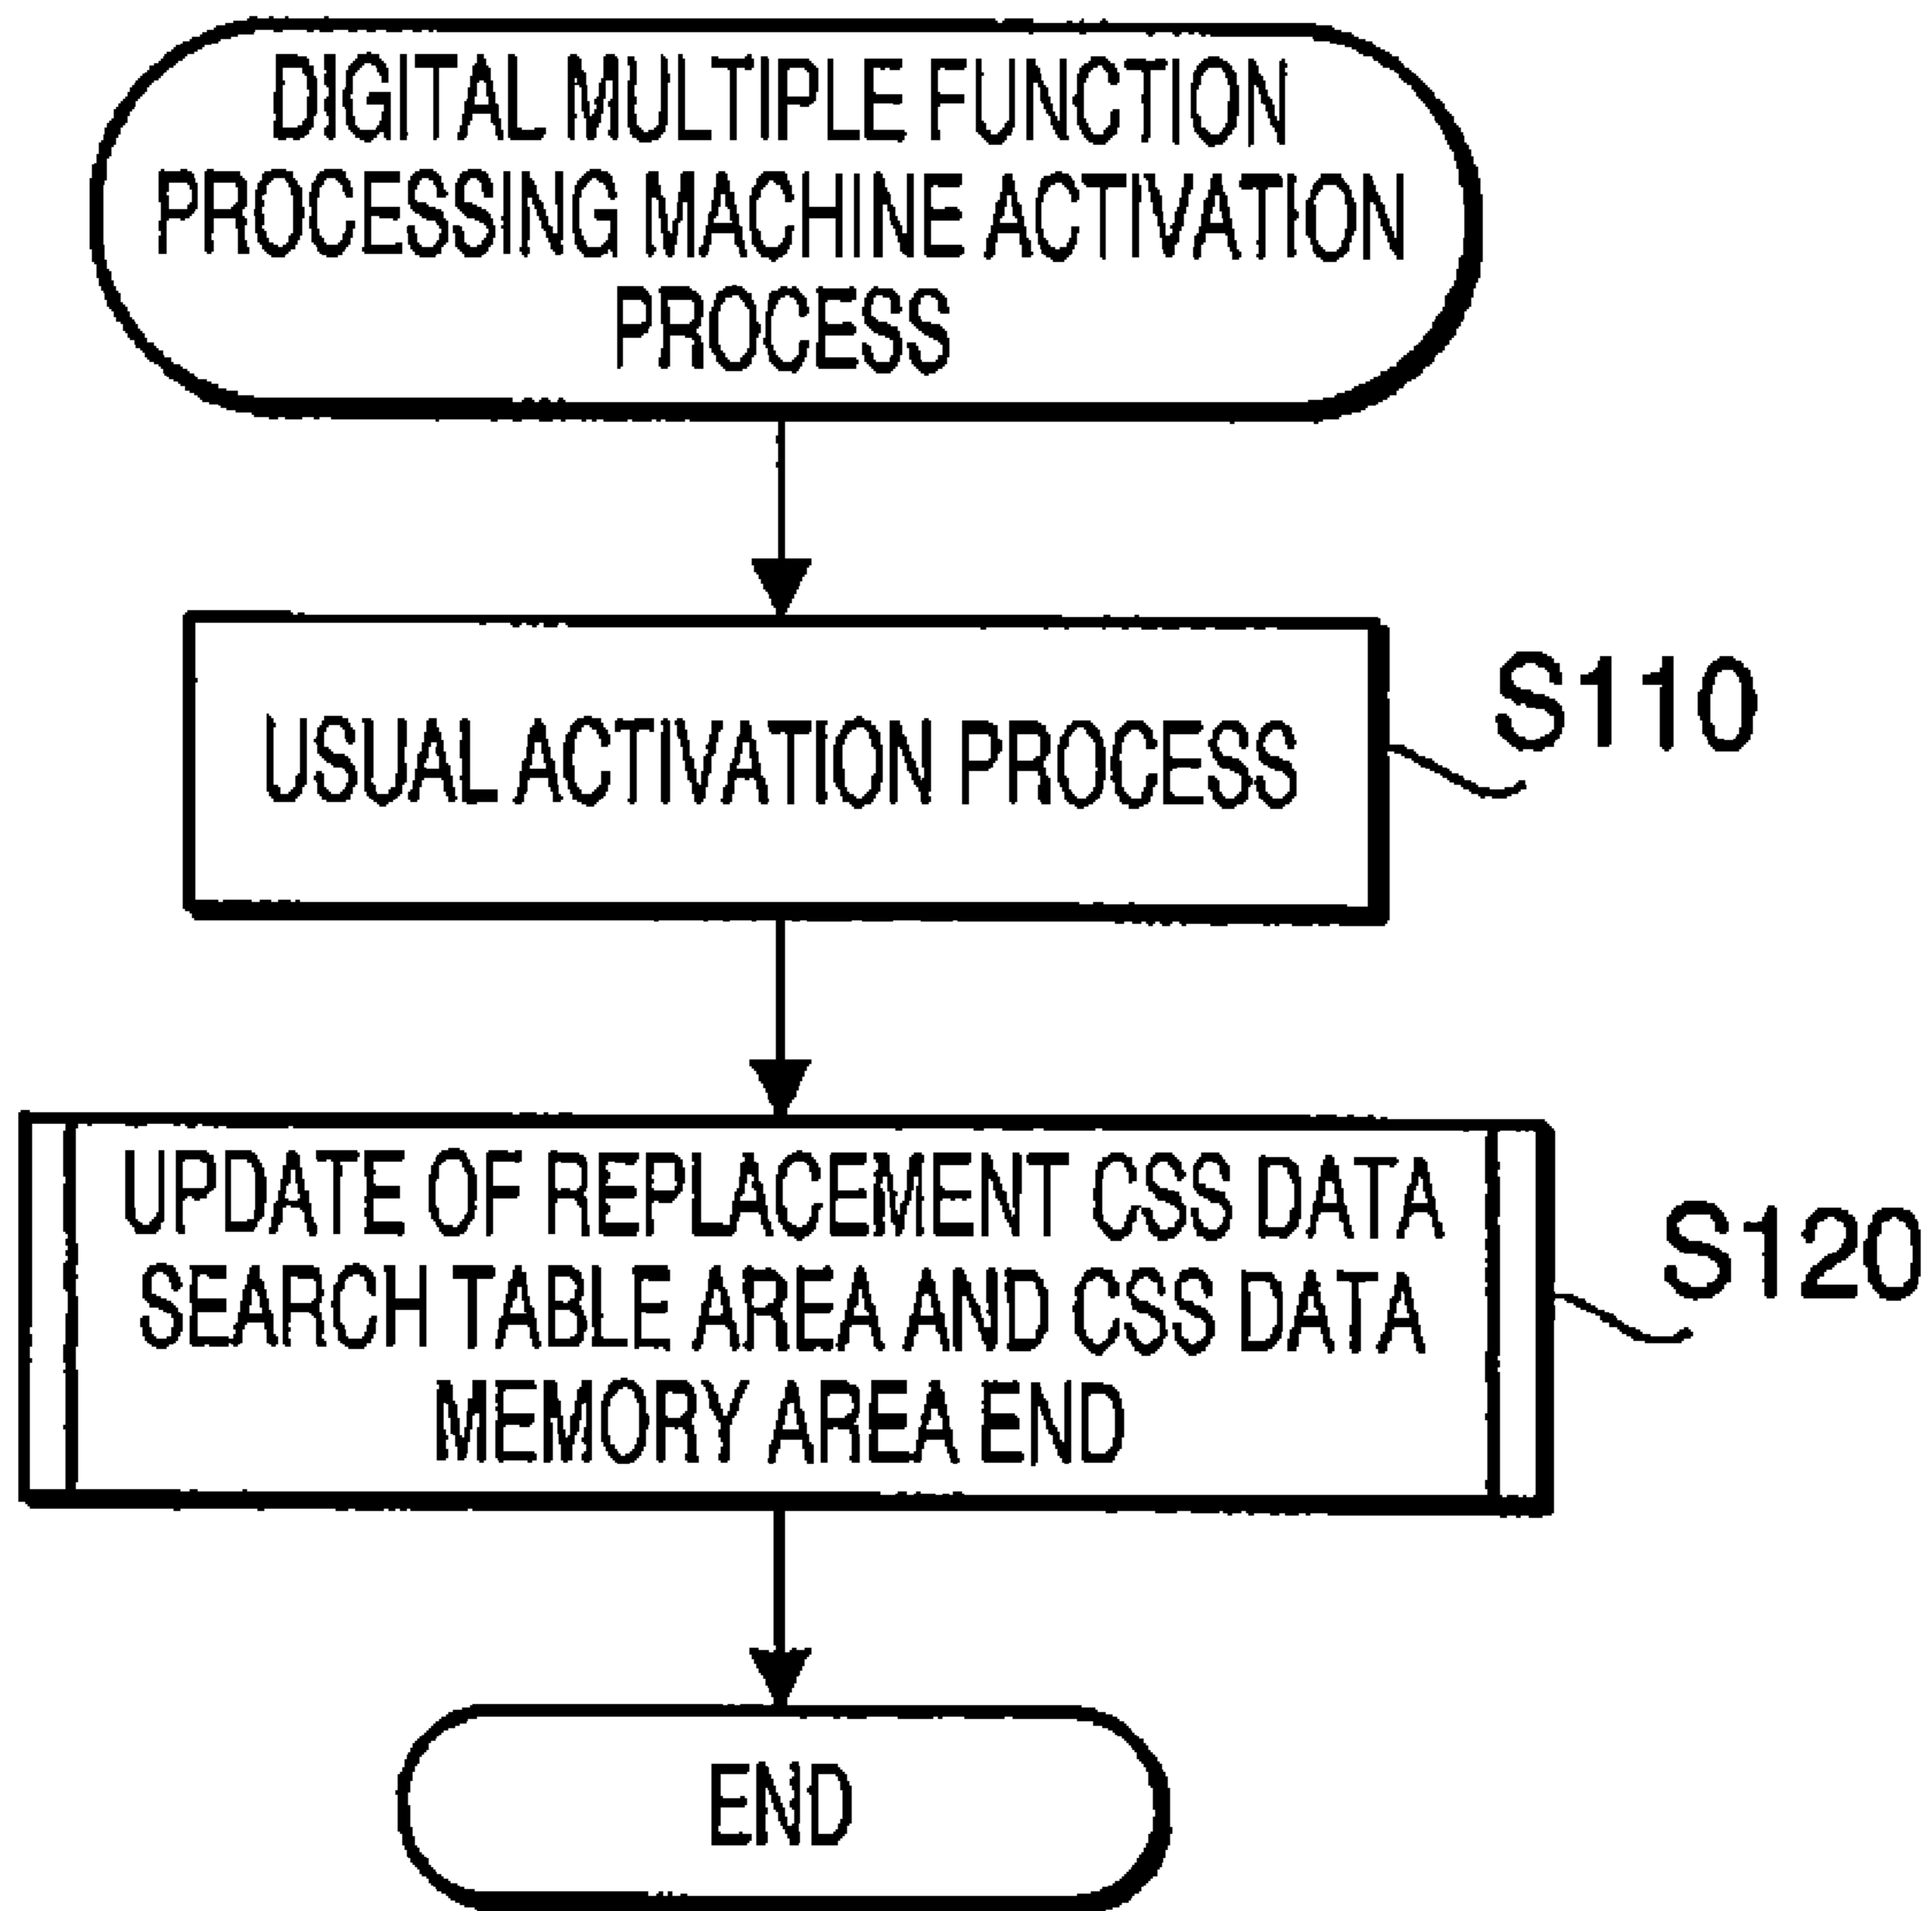 DIGITAL MULTIPLE FUNCTION
PROCESSING MACHINE ACTIVATION
PROCESS
USUAL ACTIVATION PROCESS
S110
UPDATE OF REPLACEMENT CSS DATA
SEARCH TABLE AREA AND CSS DATA
MEMORY AREA END
S120
END